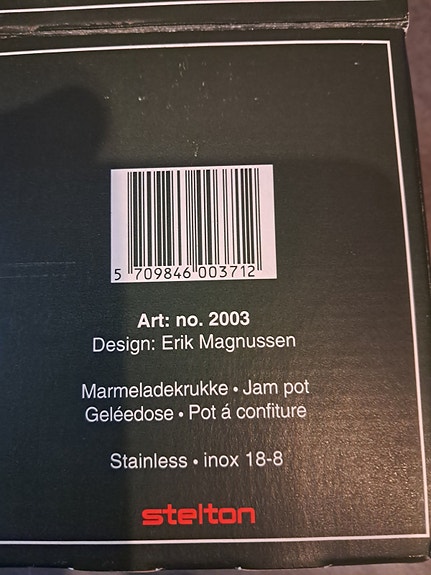 5 709846 003712
Art: no. 2003
Design: Erik Magnussen
Marmeladekrukke • Jam pot
Geléedose • Pot á confiture
Stainless • inox 18-8
stelton